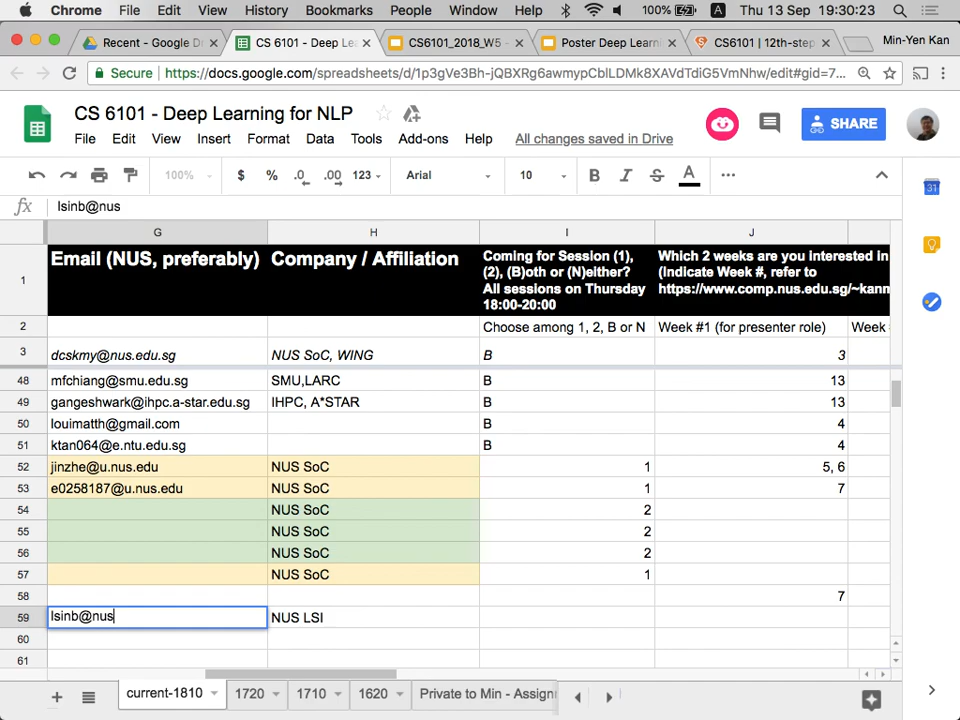 Chrome File Edit View History Bookmarks People Window Help 100% A Thu 13 Sep 19:30:23
Recent - Google D CS 6101 - Deep Lea CS6101_2018_W5 - Poster Deep Learni CS6101 | 12th-step Min-Yen Kan
Secure https://docs.google.com/spreadsheets/d/1p3gVe3Bh-jQBXRg6awmypCblLDMk8XAVdTdiG5VmNhw/edit#gid=7...
CS 6101 - Deep Learning for NLP
File Edit View Insert Format Data Tools Add-ons Help All changes saved in Drive
SHARE
100% $ % .0 .00 123 Arial 10 B I S A
31
fx lsinb@nus
G H I J
1 Email (NUS, preferably) Company / Affiliation
Coming for Session (1),
(2), (B)oth or (N)either?
All sessions on Thursday
18:00-20:00
Which 2 weeks are you interested in
(Indicate Week #, refer to
https://www.comp.nus.edu.sg/~kanm
2 Choose among 1, 2, B or N Week #1 (for presenter role) Week
3 dcskmy@nus.edu.sg NUS SoC, WING B 3
48 mfchiang@smu.edu.sg SMU,LARC B 13
49 gangeshwark@ihpc.a-star.edu.sg IHPC, A*STAR B 13
50 louimatth@gmail.com B 4
51 ktan064@e.ntu.edu.sg B 4
52 jinzhe@u.nus.edu NUS SoC 1 5, 6
53 e0258187@u.nus.edu NUS SoC 1 7
54 NUS SoC 2
55 NUS SoC 2
56 NUS SoC 2
57 NUS SoC 1
58 7
59 lsinb@nus NUS LSI
60
61
current-1810 1720 1710 1620 Private to Min - Assignm